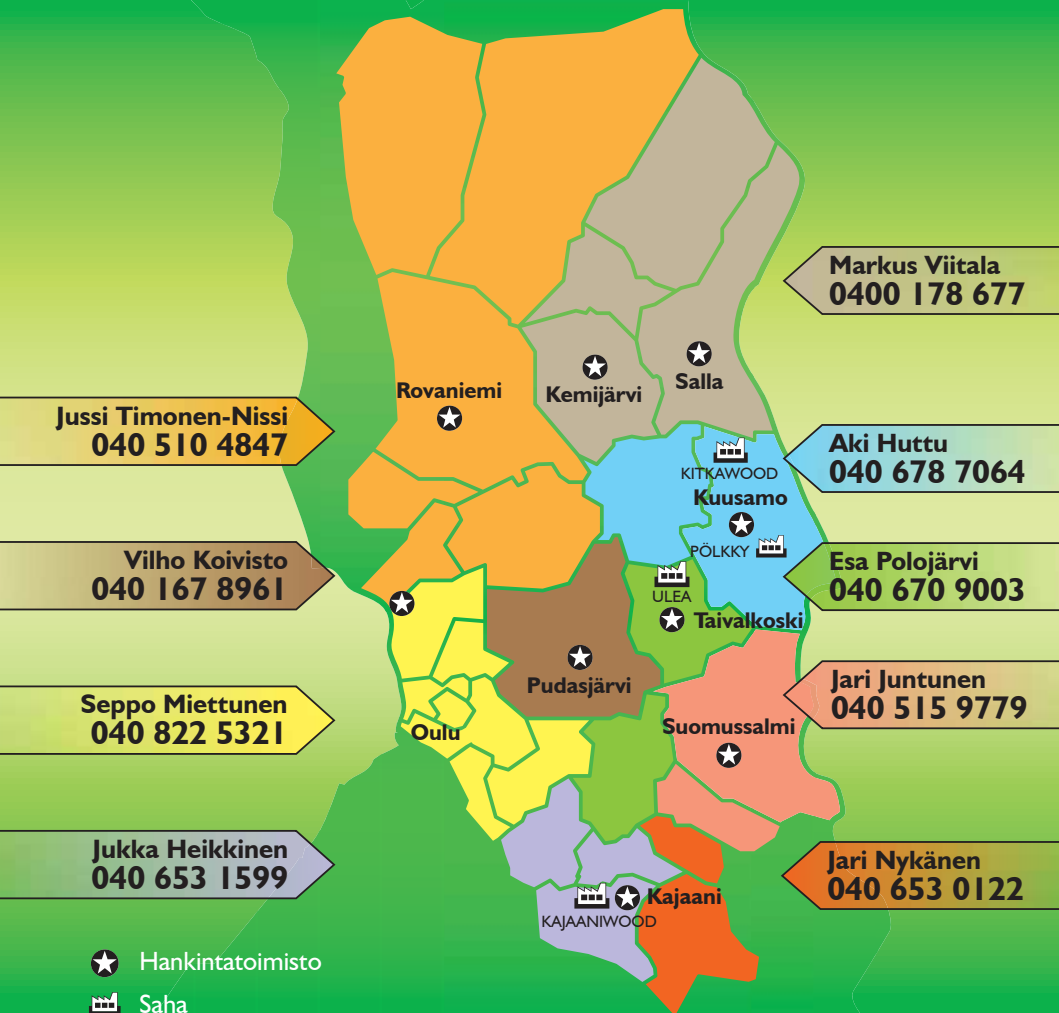 Markus Viitala
0400 178 677
Rovaniemi
Kemijärvi
Salla
Jussi Timonen-Nissi
040 510 4847
Aki Huttu
040 678 7064
KITKAWOOD
Kuusamo
PÖLKKY
Vilho Koivisto
040 167 8961
Esa Polojärvi
040 670 9003
ULEA
Taivalkoski
Pudasjärvi
Jari Juntunen
040 515 9779
Seppo Miettunen
040 822 5321
Oulu
Suomussalmi
Jukka Heikkinen
040 653 1599
Jari Nykänen
040 653 0122
Kajaani
KAJAANIWOOD
Hankintatoimisto
Saha